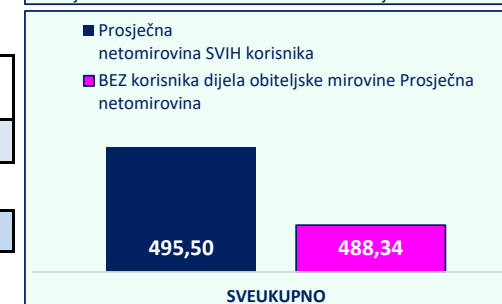 Prosječna
netomirovina SVIH korisnika
BEZ korisnika dijela obiteljske mirovine Prosječna
netomirovina
495,50
488,34
SVEUKUPNO